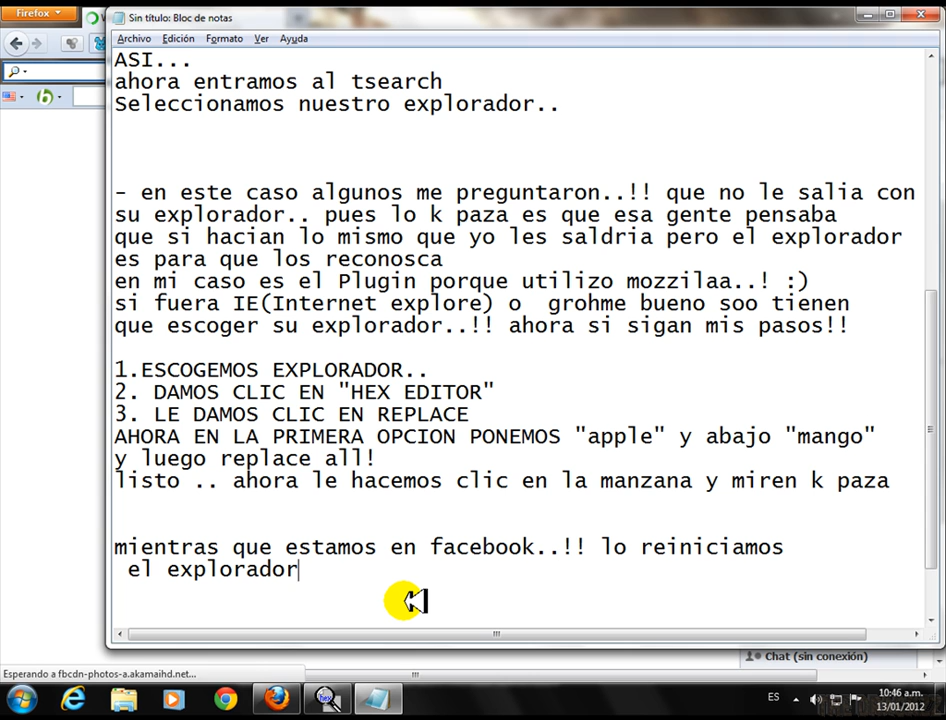 Firefox
Sin título: Bloc de notas
Archivo Edición Formato Ver Ayuda
ASI...
ahora entramos al tsearch
Seleccionamos nuestro explorador..
- en este caso algunos me preguntaron..!! que no le salia con
su explorador.. pues lo k paza es que esa gente pensaba
que si hacian lo mismo que yo les saldria pero el explorador
es para que los reconosca
en mi caso es el Plugin porque utilizo mozzilaa..! :)
si fuera IE(Internet explore) o  grohme bueno soo tienen
que escoger su explorador..!! ahora si sigan mis pasos!!
1.ESCOGEMOS EXPLORADOR..
2. DAMOS CLIC EN "HEX EDITOR"
3. LE DAMOS CLIC EN REPLACE
AHORA EN LA PRIMERA OPCION PONEMOS "apple" y abajo "mango"
y luego replace all!
listo .. ahora le hacemos clic en la manzana y miren k paza
mientras que estamos en facebook..!! lo reiniciamos
el explorador
Chat (sin conexión)
Esperando a fbcdn-photos-a.akamaihd.net...
hex
ES
10:46 a.m.
13/01/2012